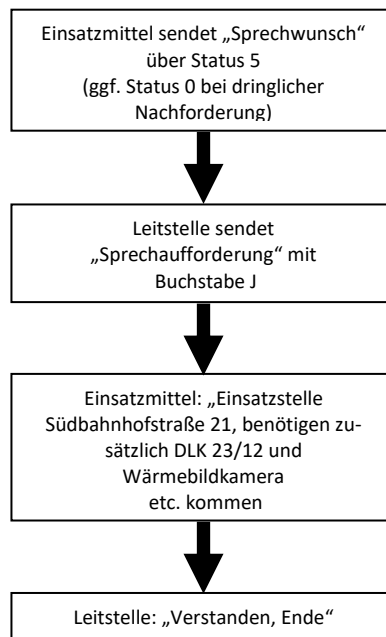 Einsatzmittel sendet „Sprechwunsch“
über Status 5
(ggf. Status 0 bei dringlicher
Nachforderung)
Leitstelle sendet
„Sprechaufforderung“ mit
Buchstabe J
Einsatzmittel: „Einsatzstelle
Südbahnhofstraße 21, benötigen zu-
sätzlich DLK 23/12 und
Wärmebildkamera
etc. kommen
Leitstelle: „Verstanden, Ende“